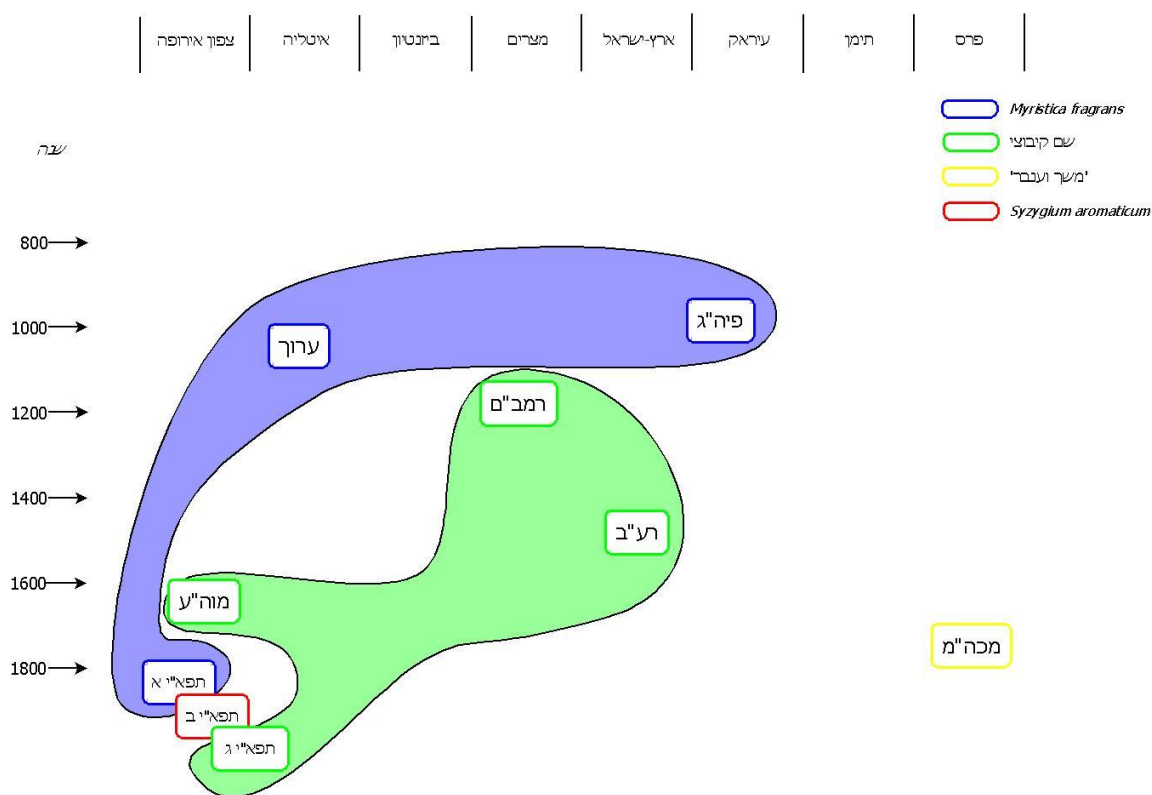 צפון אירופה איטליה ביזנטיון מצרים ארץ-ישראל עיראק תימן פרס
Myristica fragrans
שם קיבוצי
'משך וענבר'
Syzygium aromaticum
שנה
800
1000
1200
1400
1600
1800
פיה"ג
ערוך
רמב"ם
רע"ב
מוה"ע
מכה"מ
תפא"י א
תפא"י ב
תפא"י ג